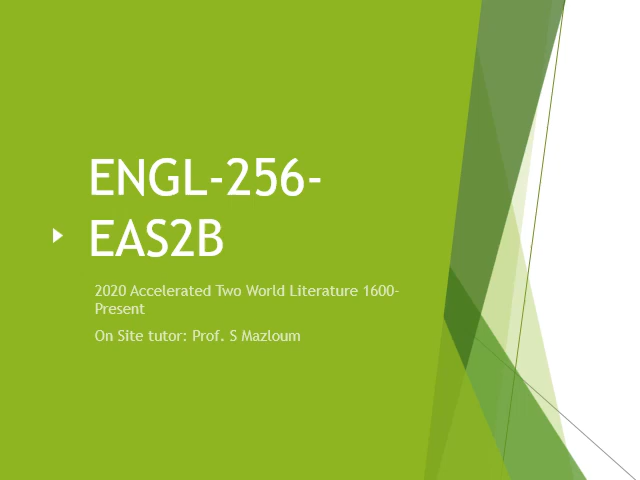 ENGL-256-
EAS2B
2020 Accelerated Two World Literature 1600-
Present
On Site tutor: Prof. S Mazloum